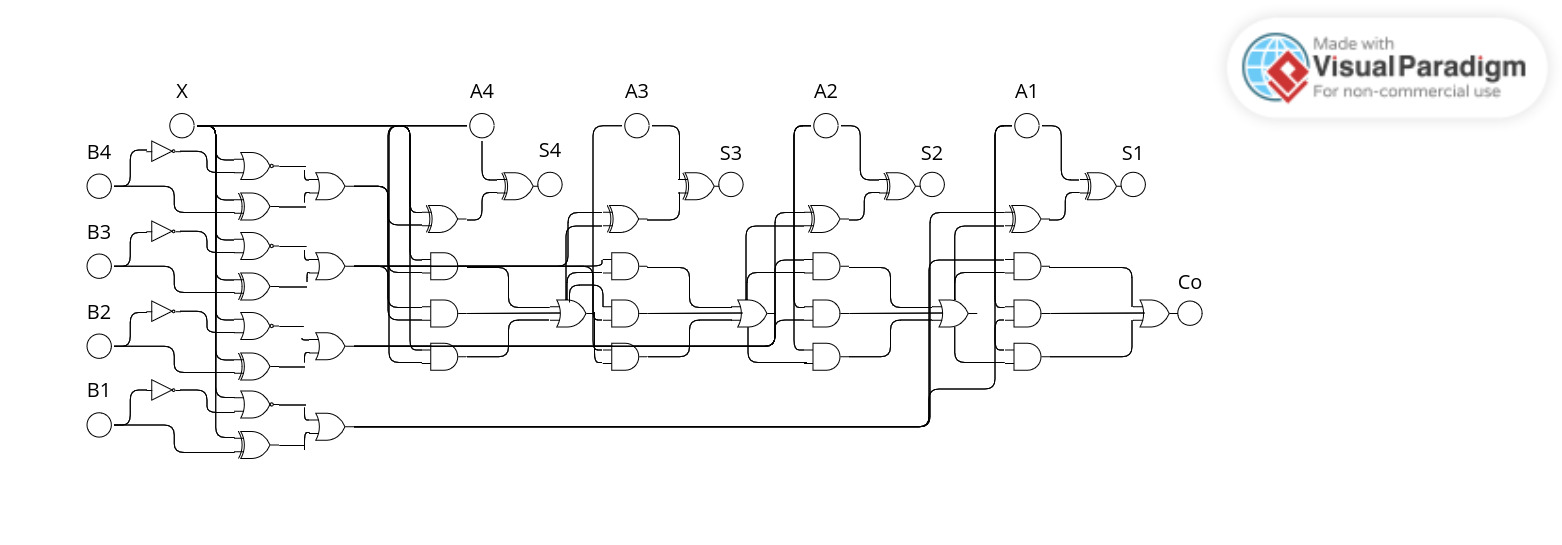 Made with
Visual Paradigm
For non-commercial use
X
A4
A3
A2
A1
B4
S4
S3
S2
S1
B3
Co
B2
B1